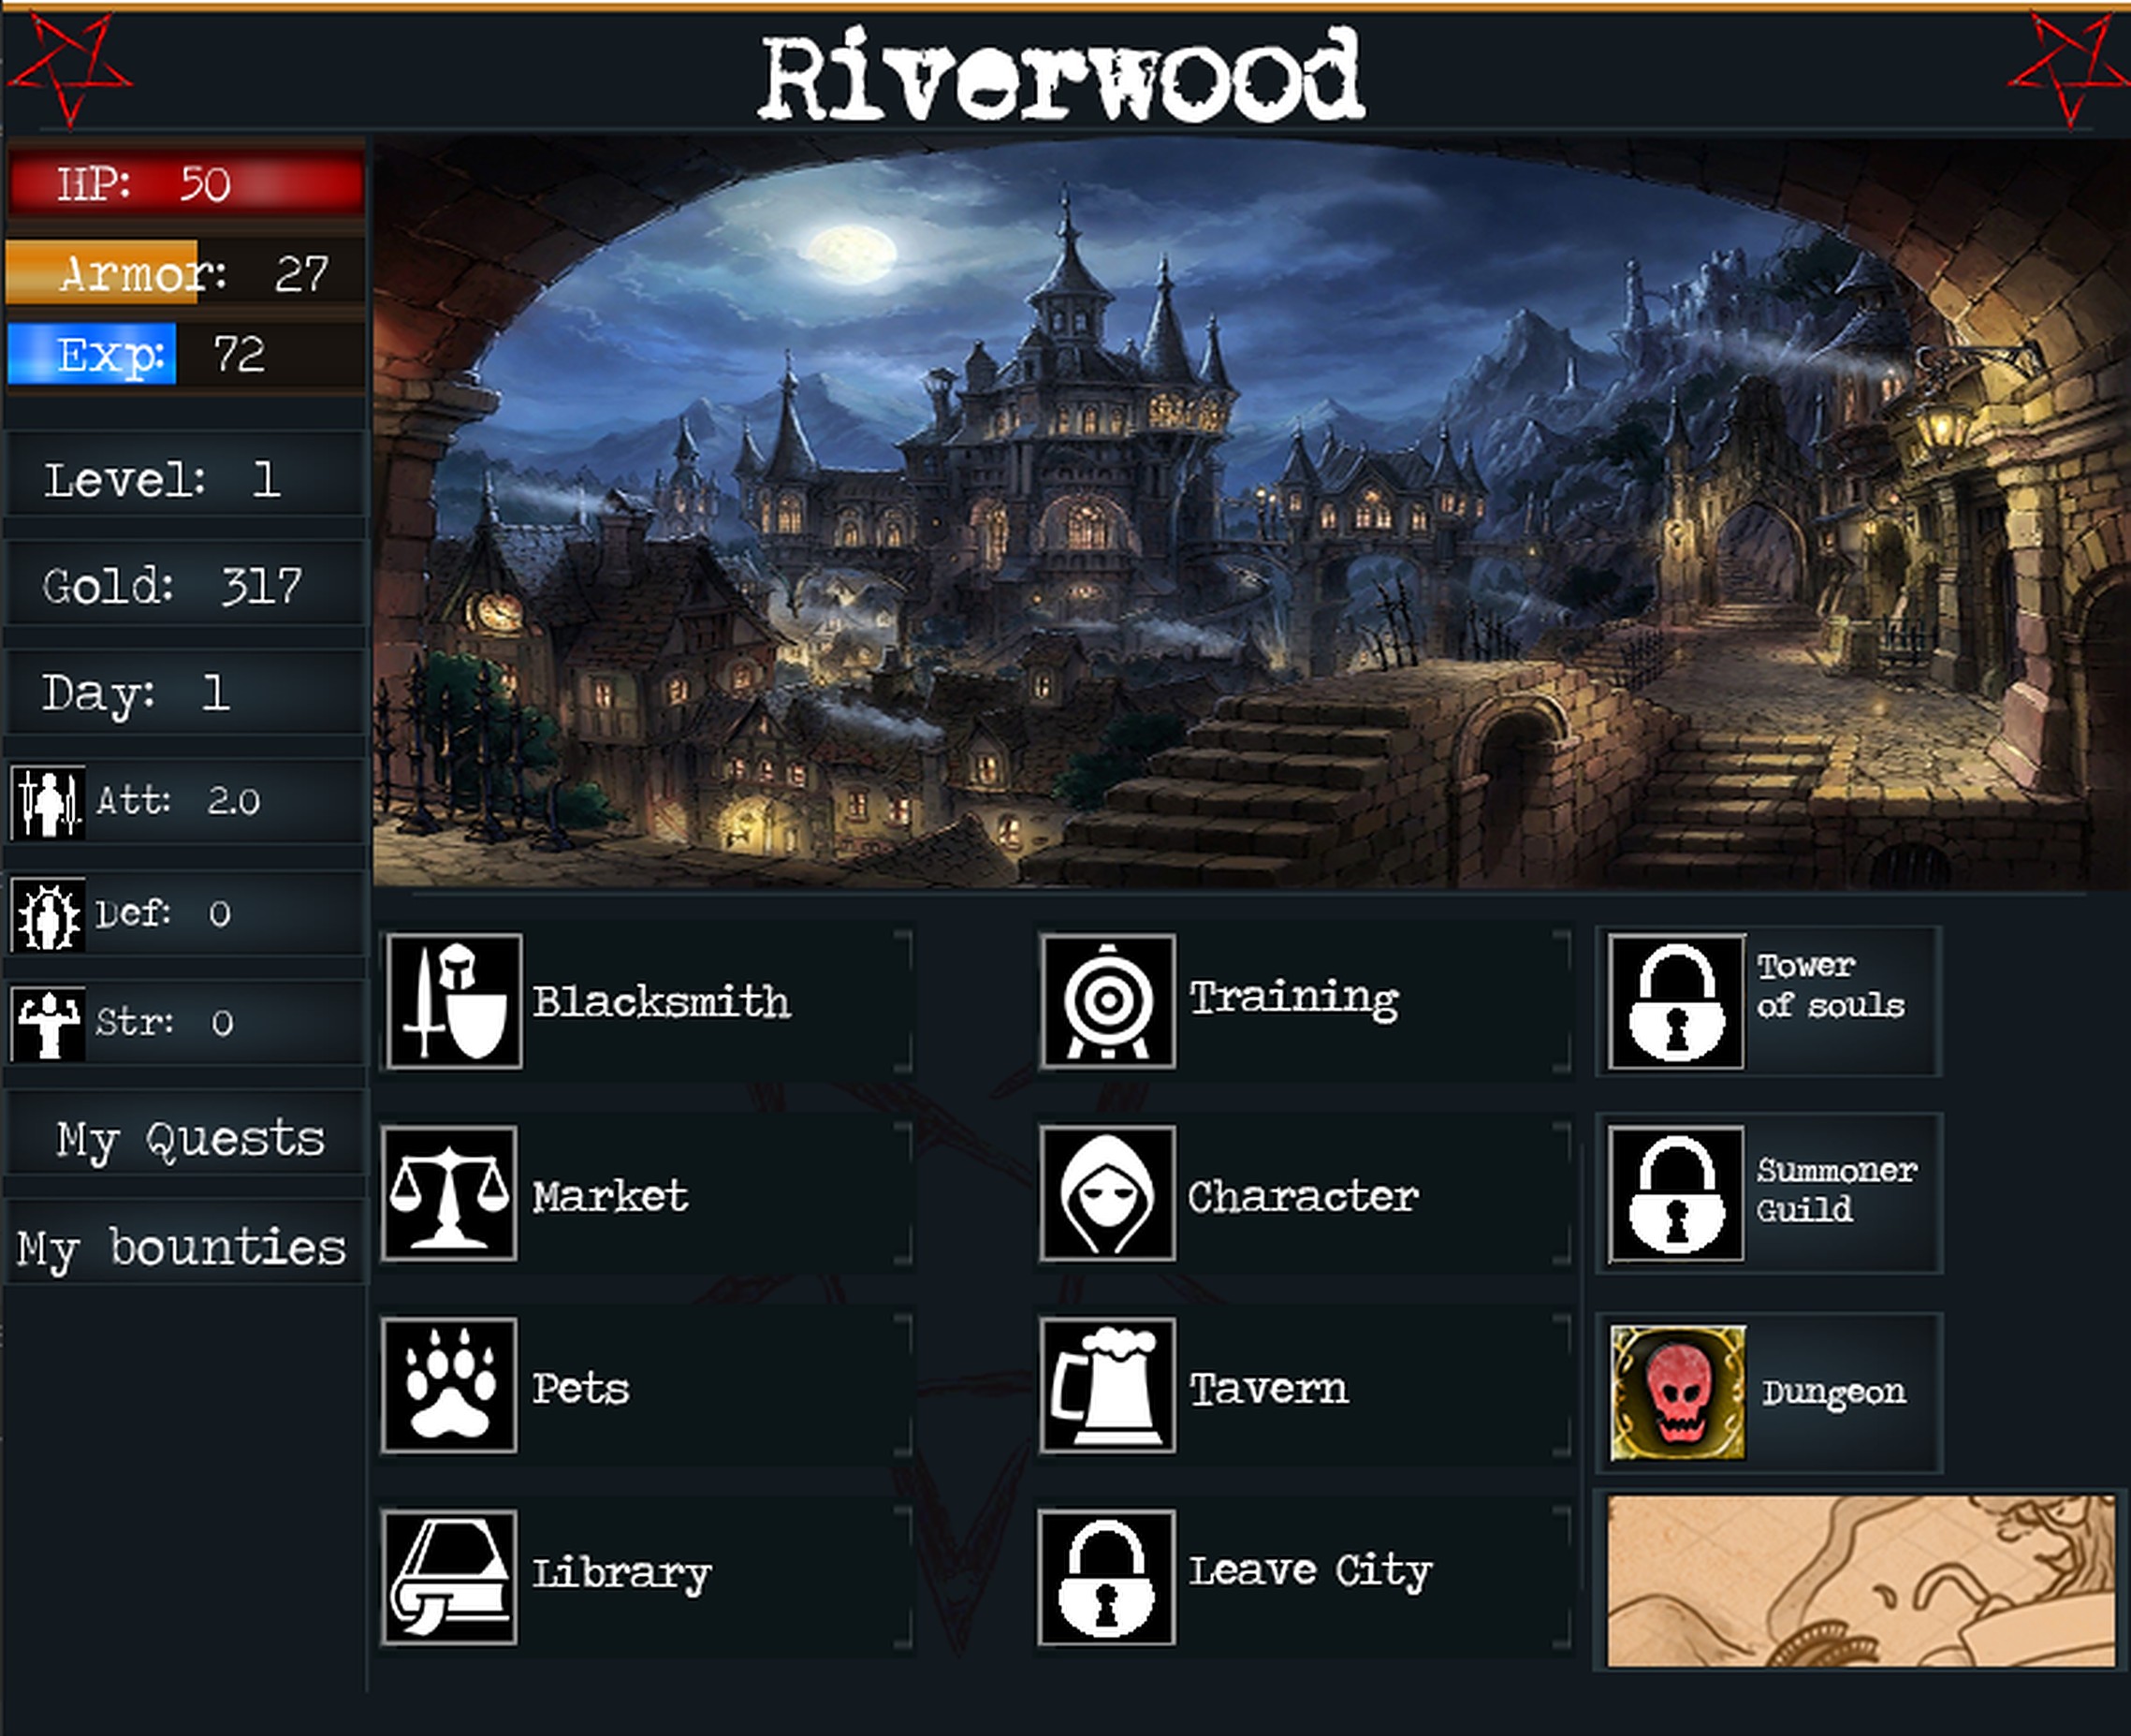 Riverwood
HP: 50
Armor: 27
Exp: 72
Level: 1
Gold: 317
Day: 1
Att: 2.0
Def: 0
Str: 0
My Quests
My bounties
Blacksmith
Market
Pets
Library
Training
Character
Tavern
Leave City
Tower
of souls
Summoner
Guild
Dungeon